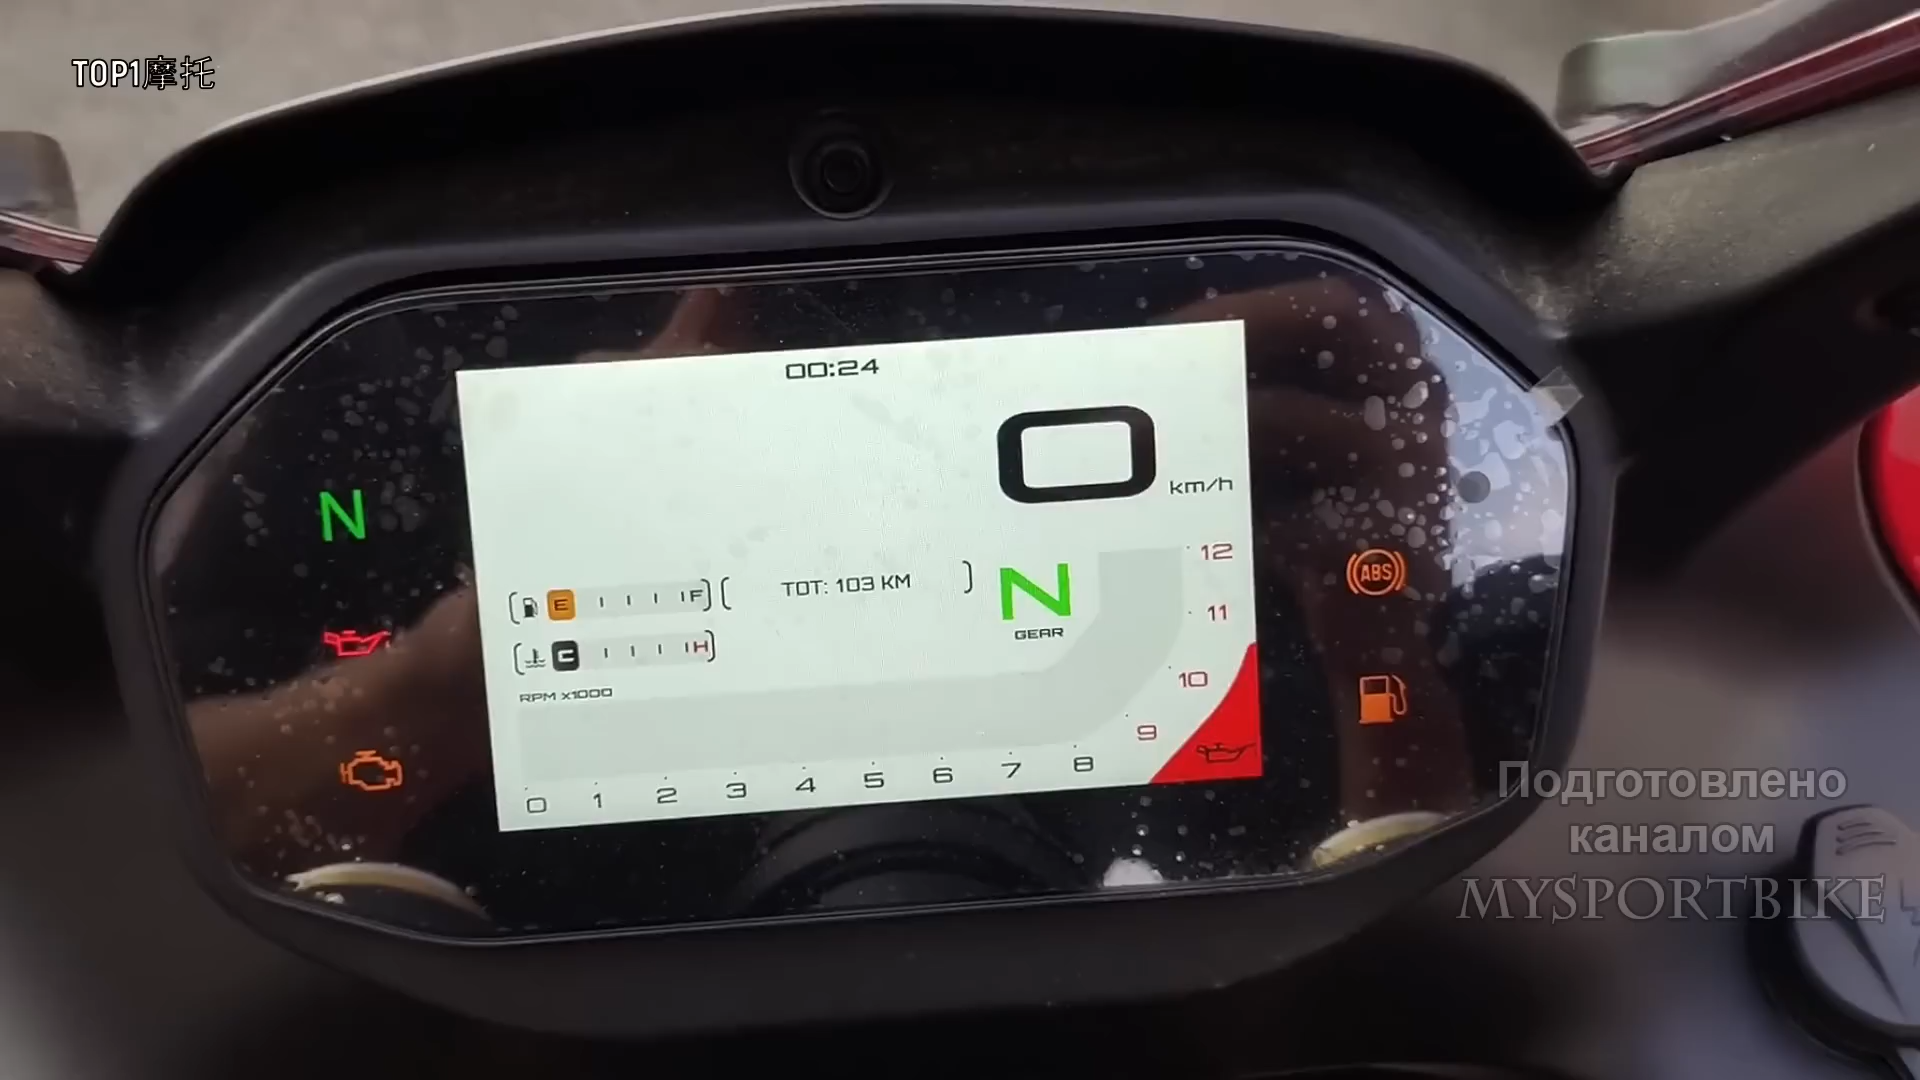 TOP1摩托
00:24
0 km/h
N
E F
TOT: 103 KM
N
GEAR
C H
RPM x1000
0 1 2 3 4 5 6 7 8 9 10 11 12
ABS
Подготовлено
каналом
MYSPORTBIKE